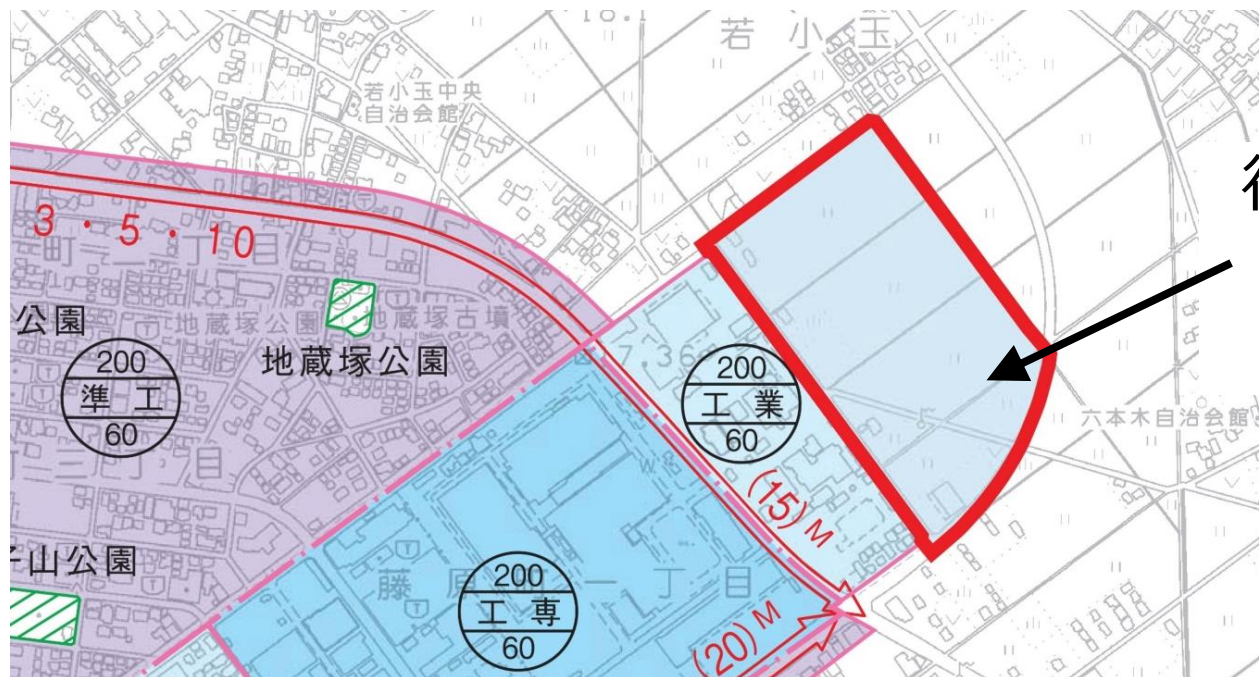 若小玉
若小玉中央
自治会館
3・5・10
地蔵塚公園
地蔵塚古墳
公園
地蔵塚公園
200
準工
60
200
工業
60
六本木自治会館
(15)M
子山公園
藤原町一丁目
200
工専
60
(20)M